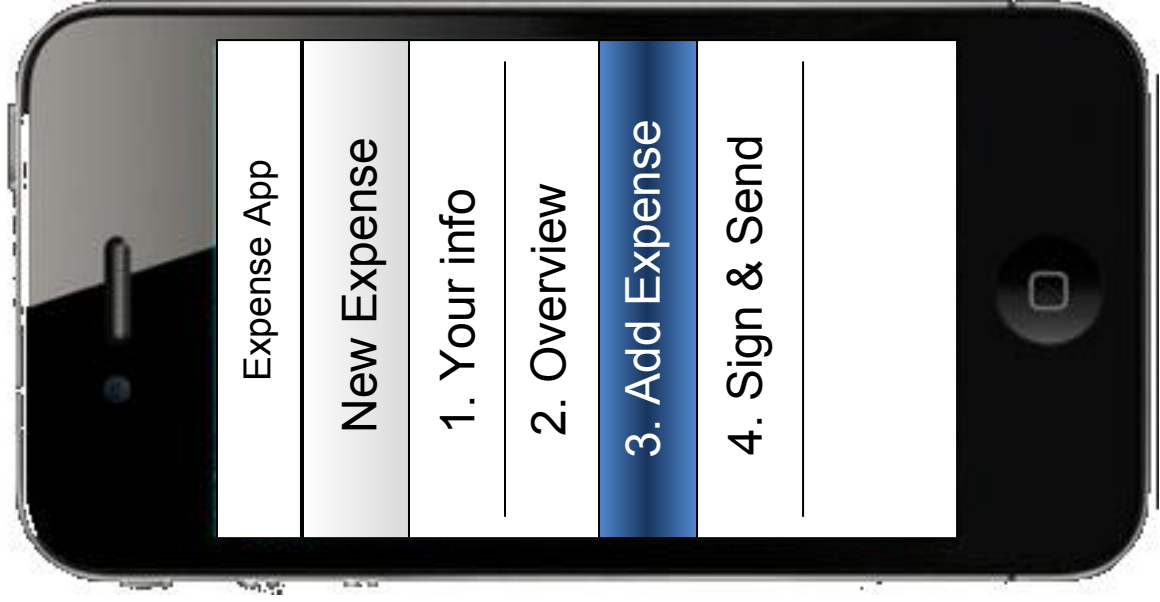 Expense App
New Expense
1. Your info
2. Overview
3. Add Expense
4. Sign & Send